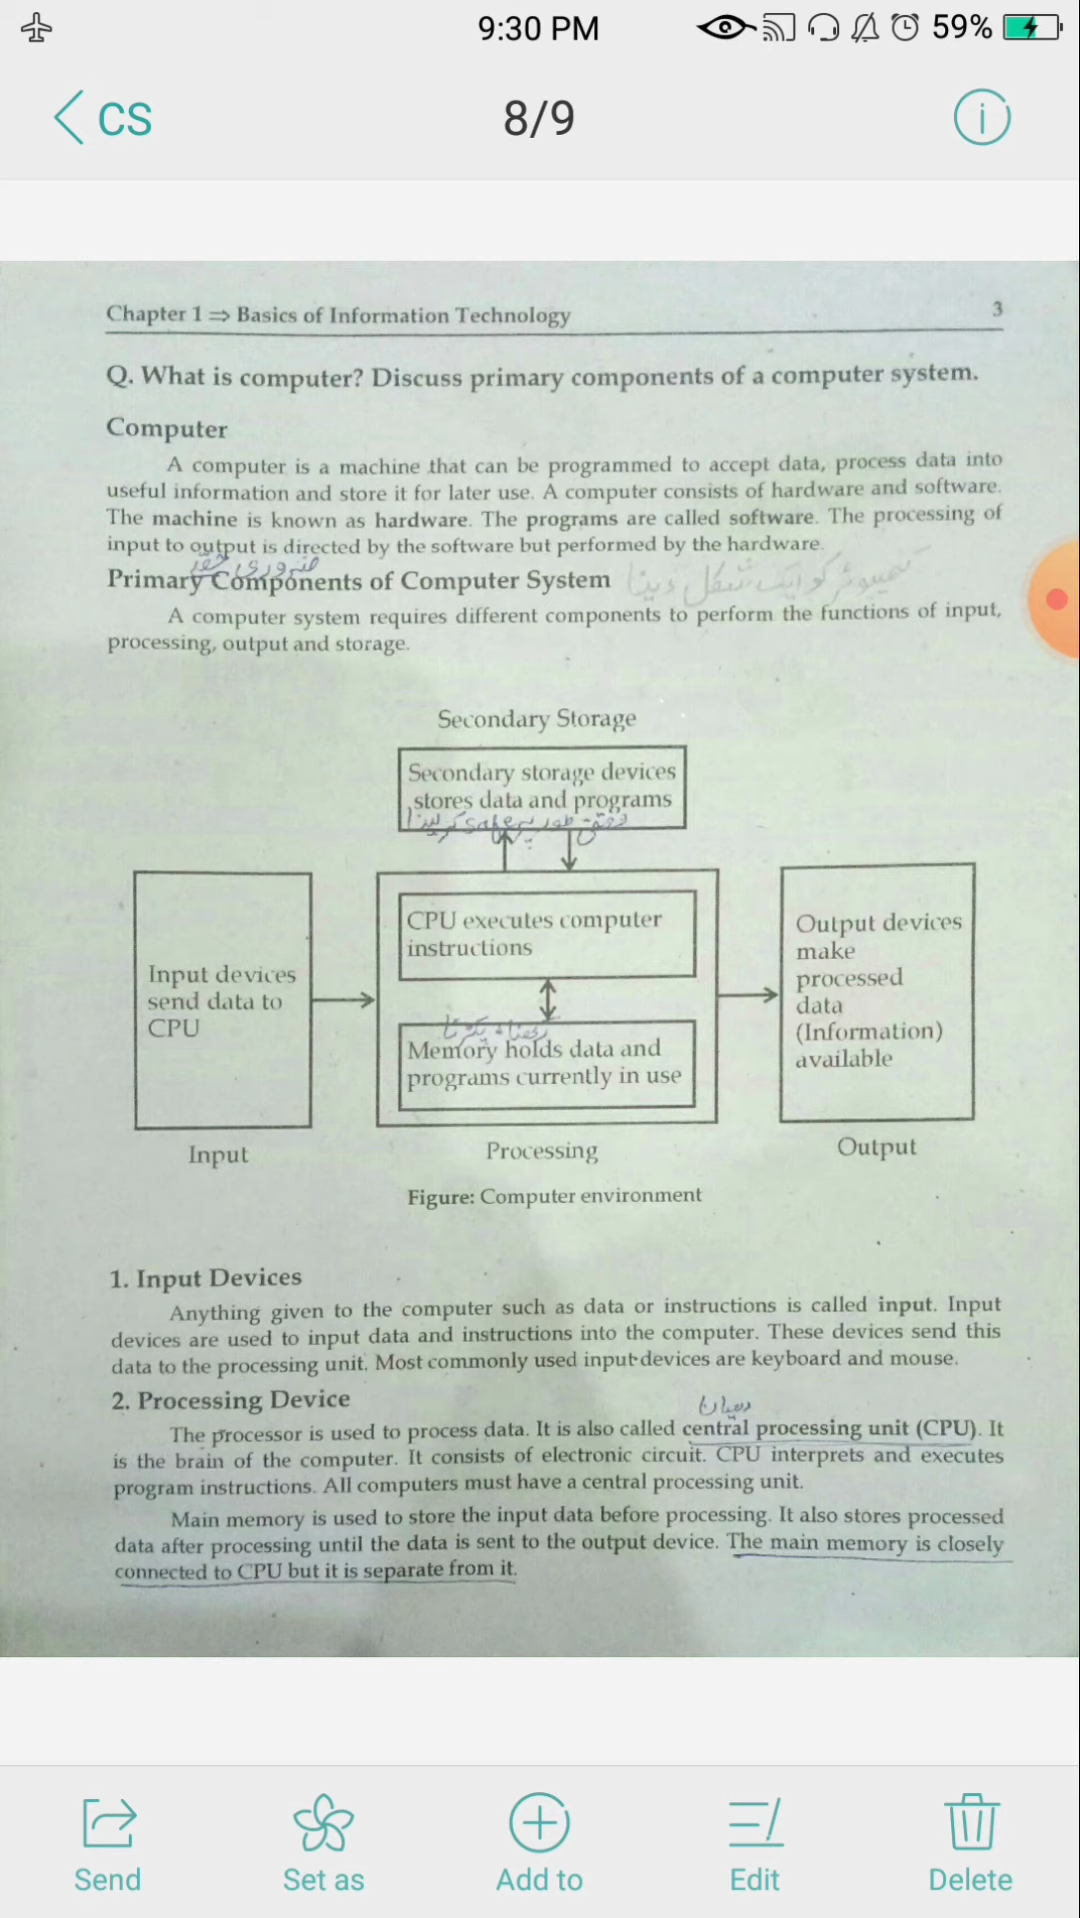 9:30 PM
59%
CS
8/9
Chapter 1 ⇒ Basics of Information Technology
3
Q. What is computer? Discuss primary components of a computer system.
Computer
A computer is a machine that can be programmed to accept data, process data into
useful information and store it for later use. A computer consists of hardware and software.
The machine is known as hardware. The programs are called software. The processing of
input to output is directed by the software but performed by the hardware.
ضروری
Primary Components of Computer System
کمپیوٹر کو ایک شکل دینا
A computer system requires different components to perform the functions of input,
processing, output and storage.
Secondary Storage
Secondary storage devices
stores data and programs
طور پر safe کر لینا
CPU executes computer
instructions
Input devices
send data to
CPU
رکھنا، پکڑنا
Memory holds data and
programs currently in use
Output devices
make
processed
data
(Information)
available
Input
Processing
Output
Figure: Computer environment
1. Input Devices
Anything given to the computer such as data or instructions is called input. Input
devices are used to input data and instructions into the computer. These devices send this
data to the processing unit. Most commonly used input devices are keyboard and mouse.
2. Processing Device
The processor is used to process data. It is also called central processing unit (CPU). It
is the brain of the computer. It consists of electronic circuit. CPU interprets and executes
program instructions. All computers must have a central processing unit.
Main memory is used to store the input data before processing. It also stores processed
data after processing until the data is sent to the output device. The main memory is closely
connected to CPU but it is separate from it.
Send
Set as
Add to
Edit
Delete